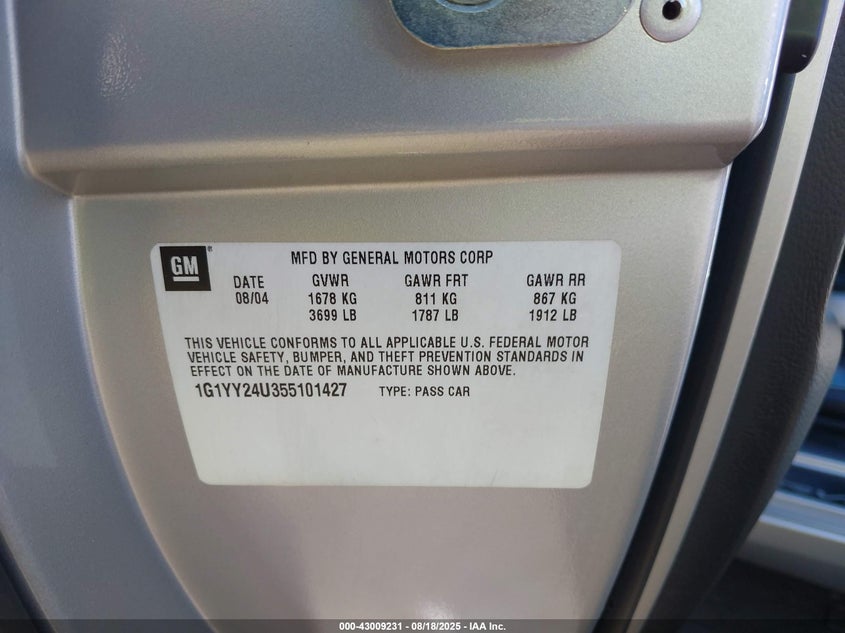 GM®
MFD BY GENERAL MOTORS CORP
DATE GVWR GAWR FRT GAWR RR
08/04 1678 KG 811 KG 867 KG
3699 LB 1787 LB 1912 LB
THIS VEHICLE CONFORMS TO ALL APPLICABLE U.S. FEDERAL MOTOR
VEHICLE SAFETY, BUMPER, AND THEFT PREVENTION STANDARDS IN
EFFECT ON THE DATE OF MANUFACTURE SHOWN ABOVE.
1G1YY24U355101427 TYPE: PASS CAR
000-43009231 - 08/18/2025 - IAA Inc.